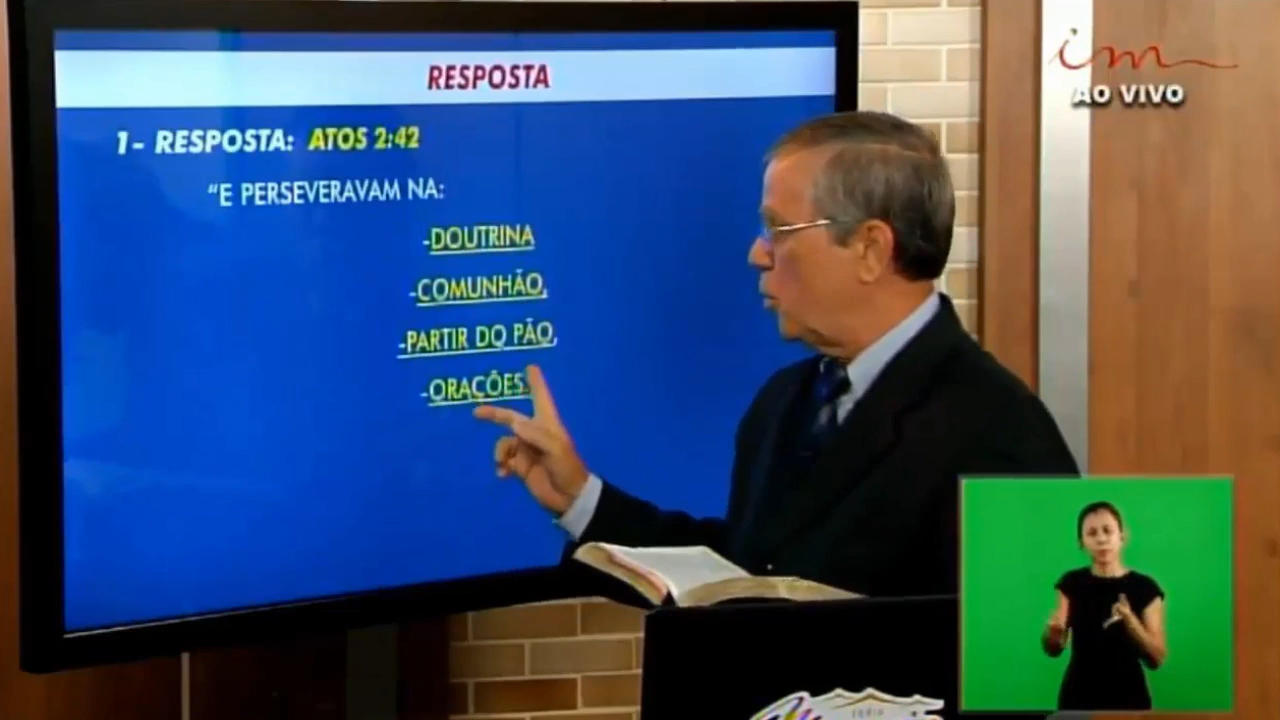 RESPOSTA
1- RESPOSTA: ATOS 2:42
“E PERSEVERAVAM NA:
-DOUTRINA
-COMUNHÃO,
-PARTIR DO PÃO,
-ORAÇÕES.
im
AO VIVO